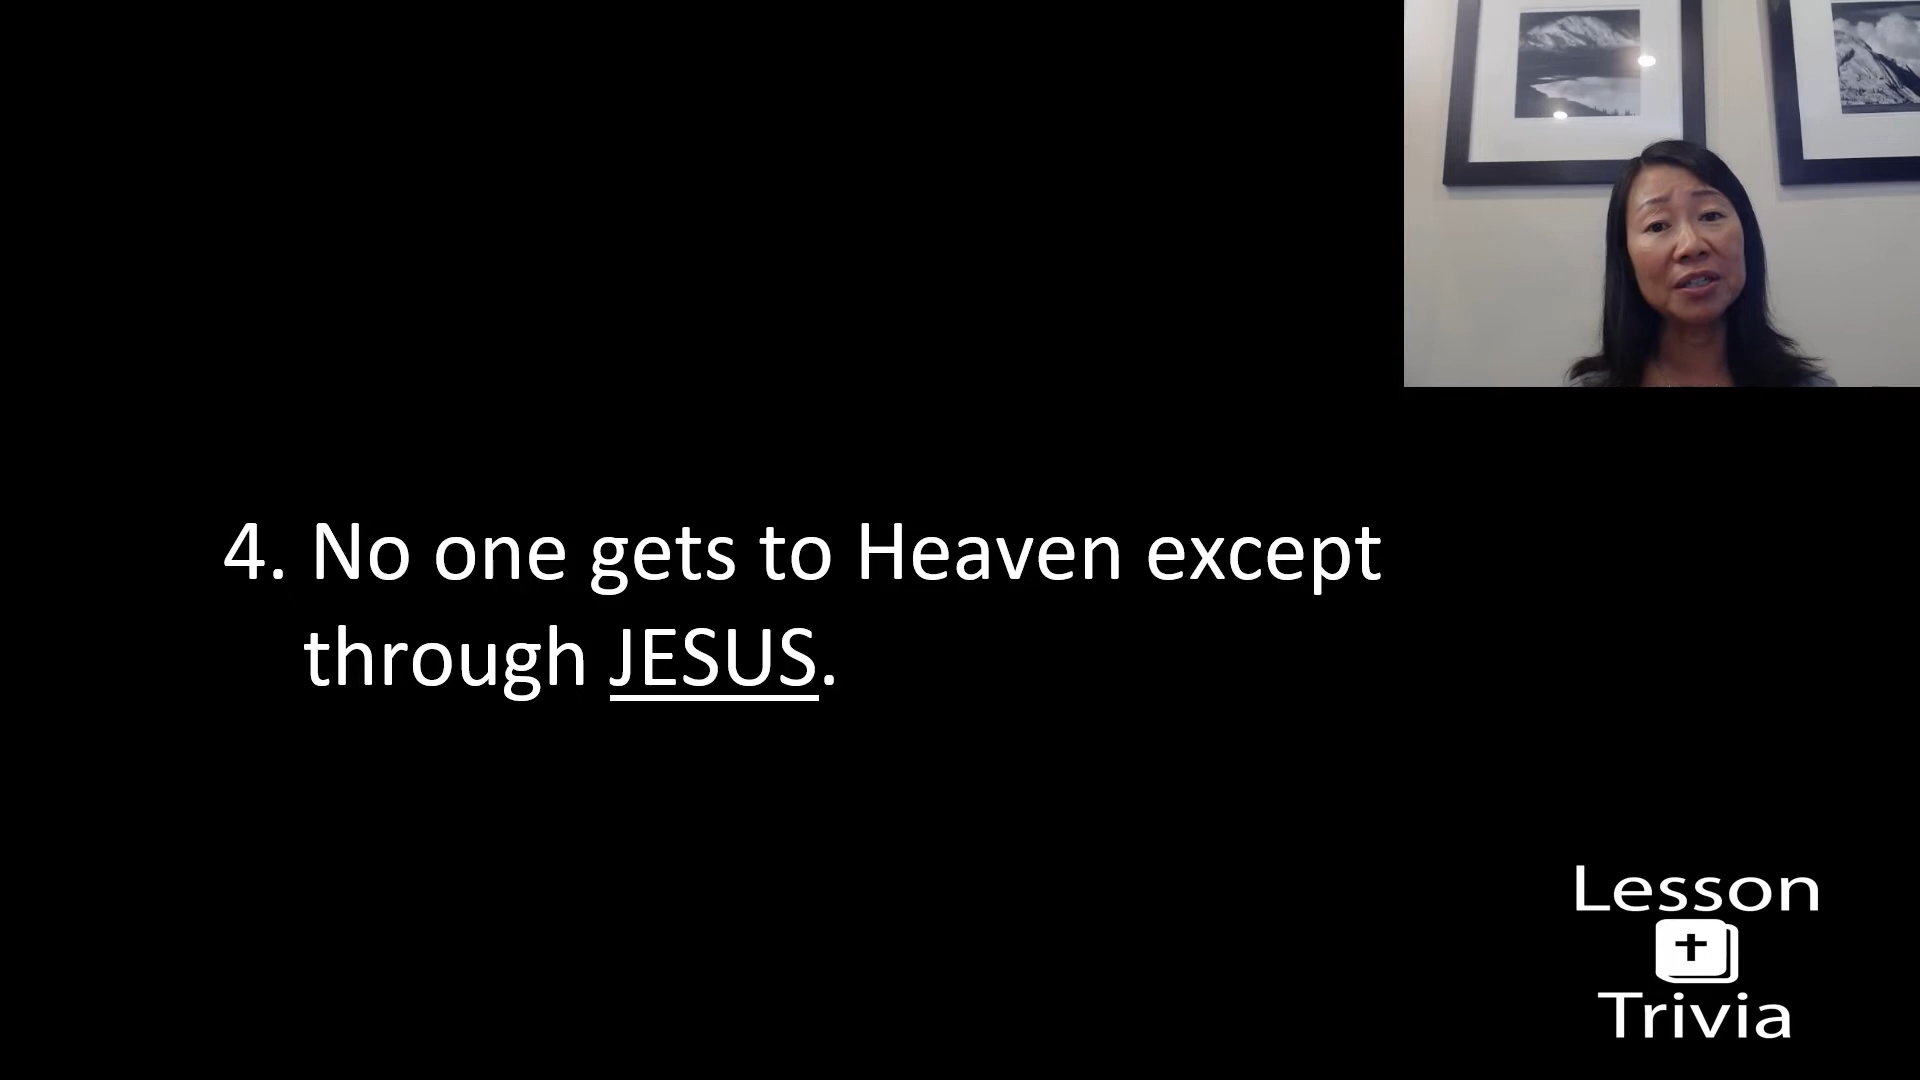 4. No one gets to Heaven except
through JESUS.
Lesson
Trivia